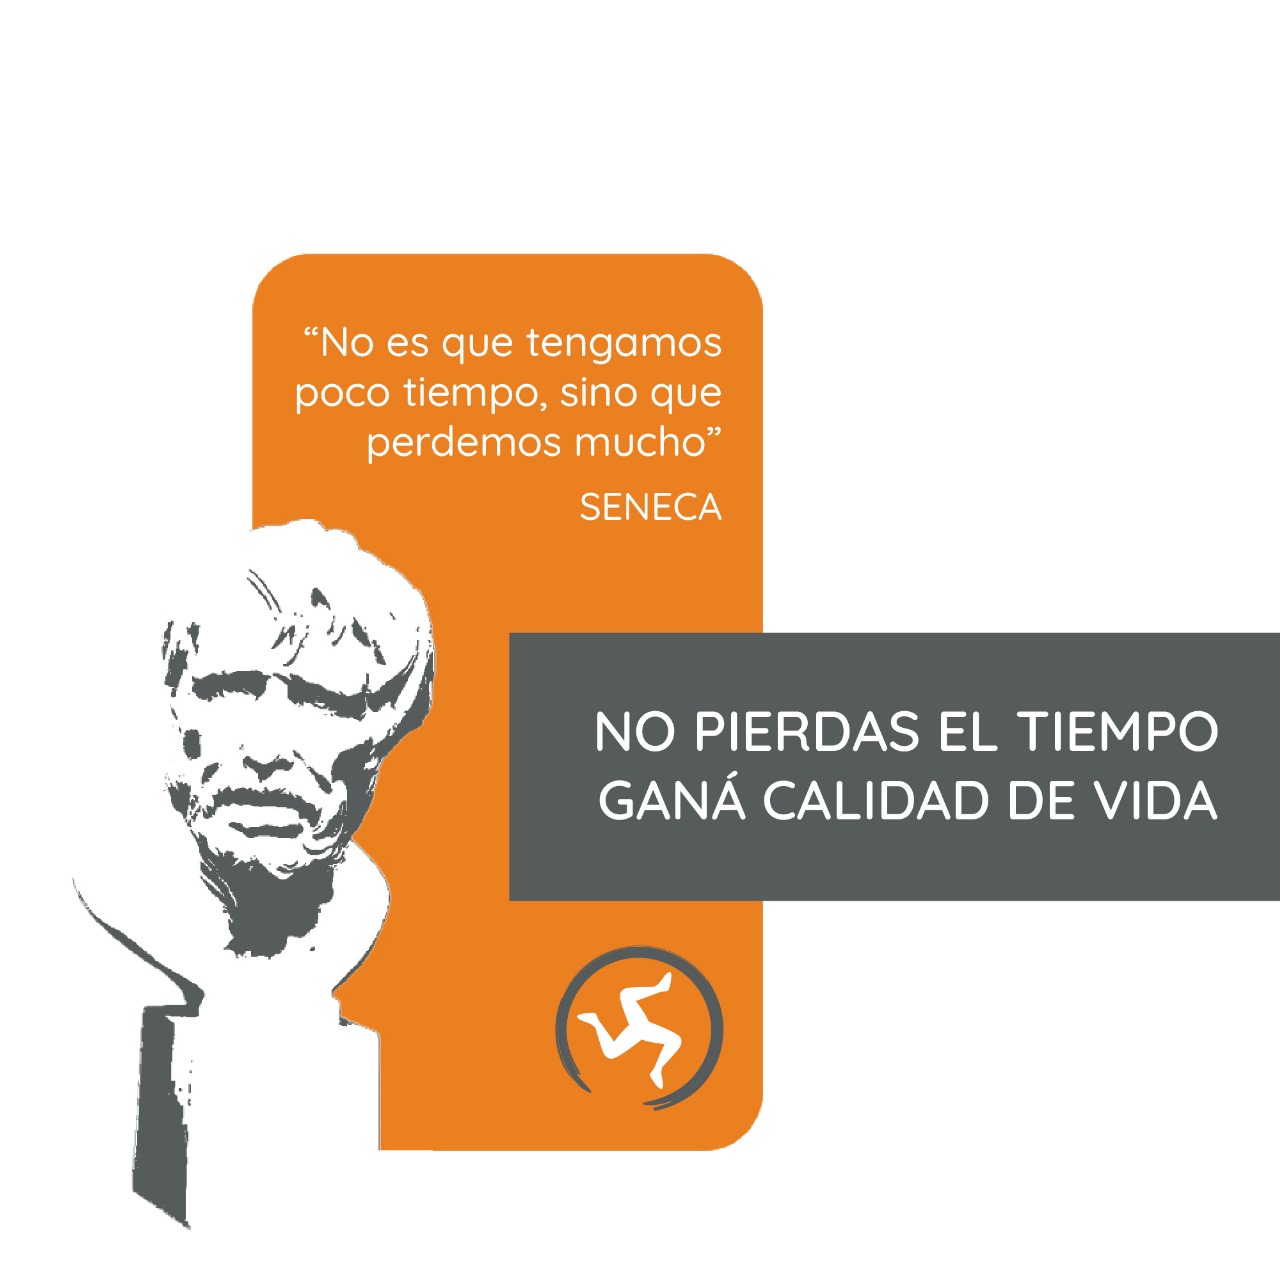 “No es que tengamos
poco tiempo, sino que
perdemos mucho”
SENECA
NO PIERDAS EL TIEMPO
GANÁ CALIDAD DE VIDA